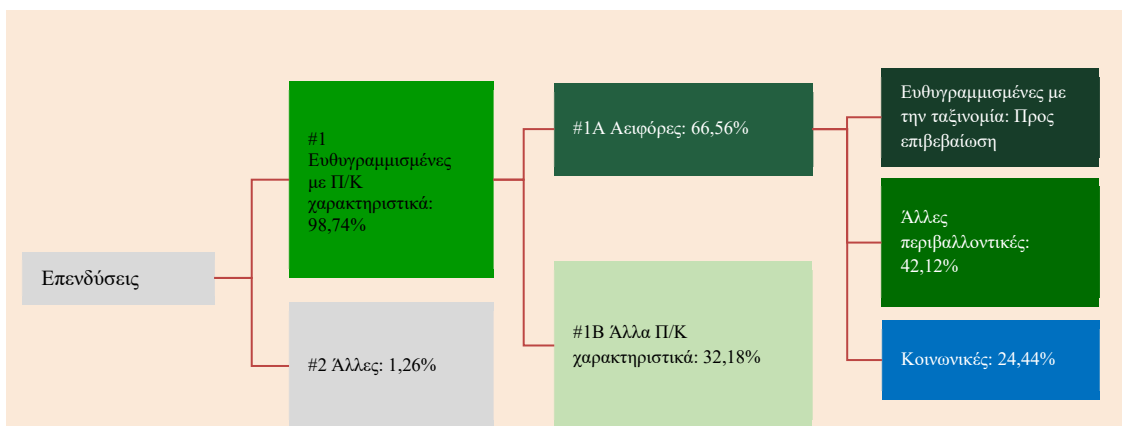 Επενδύσεις
#1
Ευθυγραμμισμένες
με Π/Κ
χαρακτηριστικά:
98,74%
#2 Άλλες: 1,26%
#1A Αειφόρες: 66,56%
#1B Άλλα Π/Κ
χαρακτηριστικά: 32,18%
Ευθυγραμμισμένες με
την ταξινομία: Προς
επιβεβαίωση
Άλλες
περιβαλλοντικές:
42,12%
Κοινωνικές: 24,44%